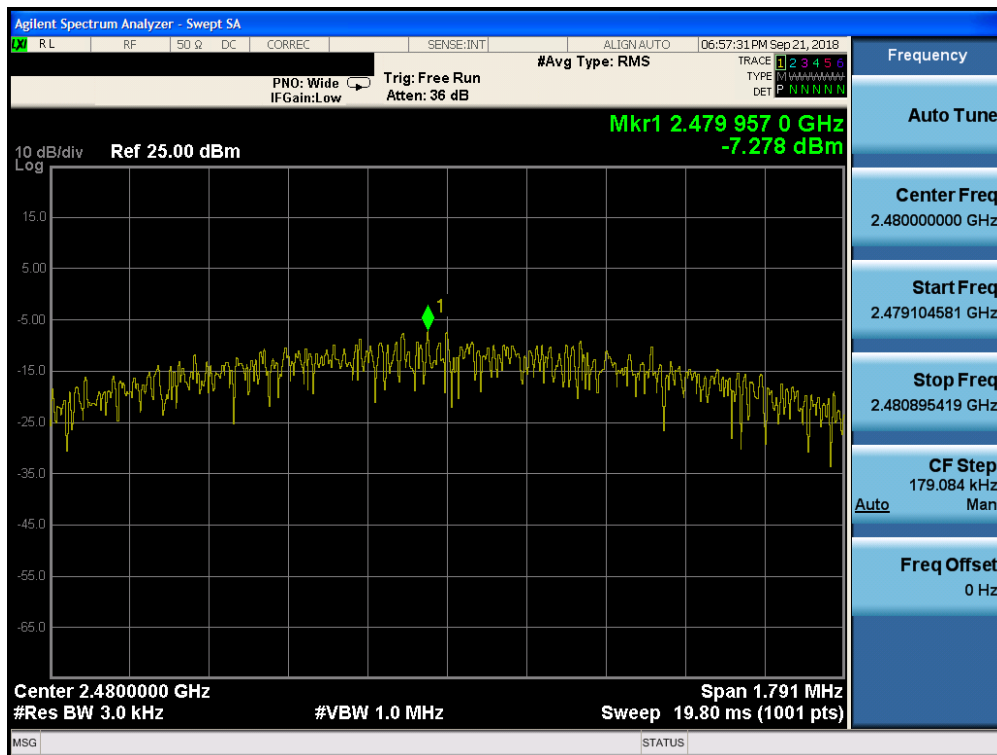 Agilent Spectrum Analyzer - Swept SA
LXI RL RF 50 Ω DC CORREC SENSE:INT ALIGN AUTO 06:57:31 PM Sep 21, 2018
Frequency
#Avg Type: RMS
TRACE 1 2 3 4 5 6
PNO: Wide Trig: Free Run
TYPE M WWWWW
IFGain:Low Atten: 36 dB
DET P N N N N N
Auto Tune
Mkr1 2.479 957 0 GHz
10 dB/div Ref 25.00 dBm -7.278 dBm
Log
15.0
5.00
-5.00
1
-15.0
-25.0
-35.0
-45.0
-55.0
-65.0
Center Freq
2.480000000 GHz
Start Freq
2.479104581 GHz
Stop Freq
2.480895419 GHz
CF Step
179.084 kHz
Auto Man
Freq Offset
0 Hz
Center 2.4800000 GHz Span 1.791 MHz
#Res BW 3.0 kHz #VBW 1.0 MHz Sweep 19.80 ms (1001 pts)
MSG STATUS